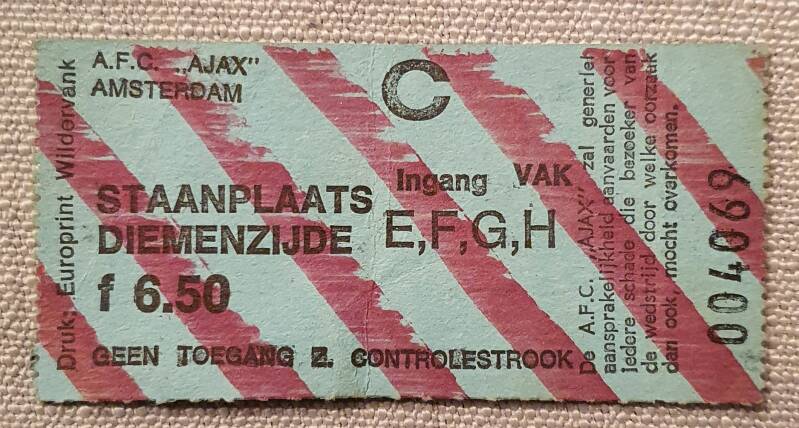 Druk: Europrint Wildervank
A.F.C. „AJAX”
AMSTERDAM
C
STAANPLAATS
DIEMENZIJDE
f 6.50
Ingang VAK
E,F,G,H
GEEN TOEGANG Z. CONTROLESTROOK
De A.F.C. „AJAX” zal generlei
aansprakelijkheid aanvaarden voor
iedere schade die bezoeker van
de wedstrijd door welke oorzaak
dan ook mocht overkomen.
004069